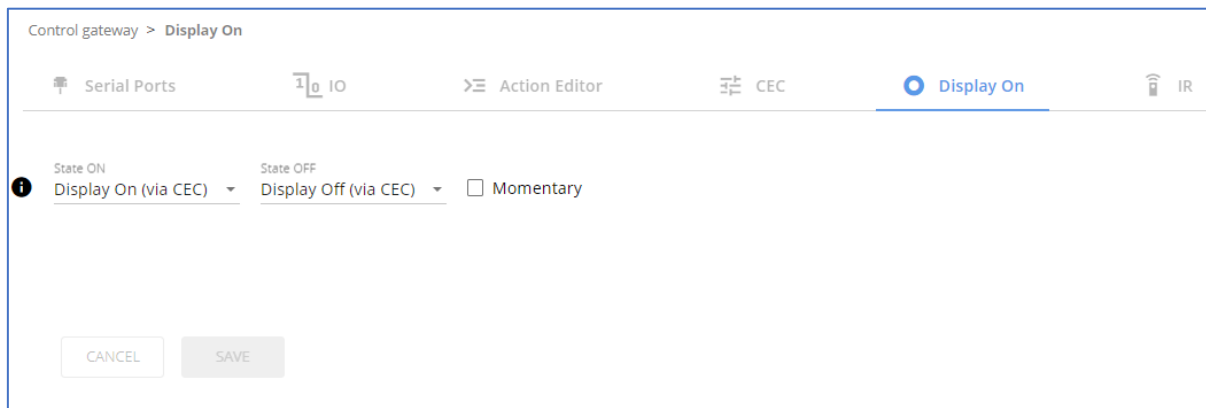 Control gateway > Display On
Serial Ports IO Action Editor CEC Display On IR
State ON State OFF
Display On (via CEC) Display Off (via CEC) Momentary
CANCEL SAVE